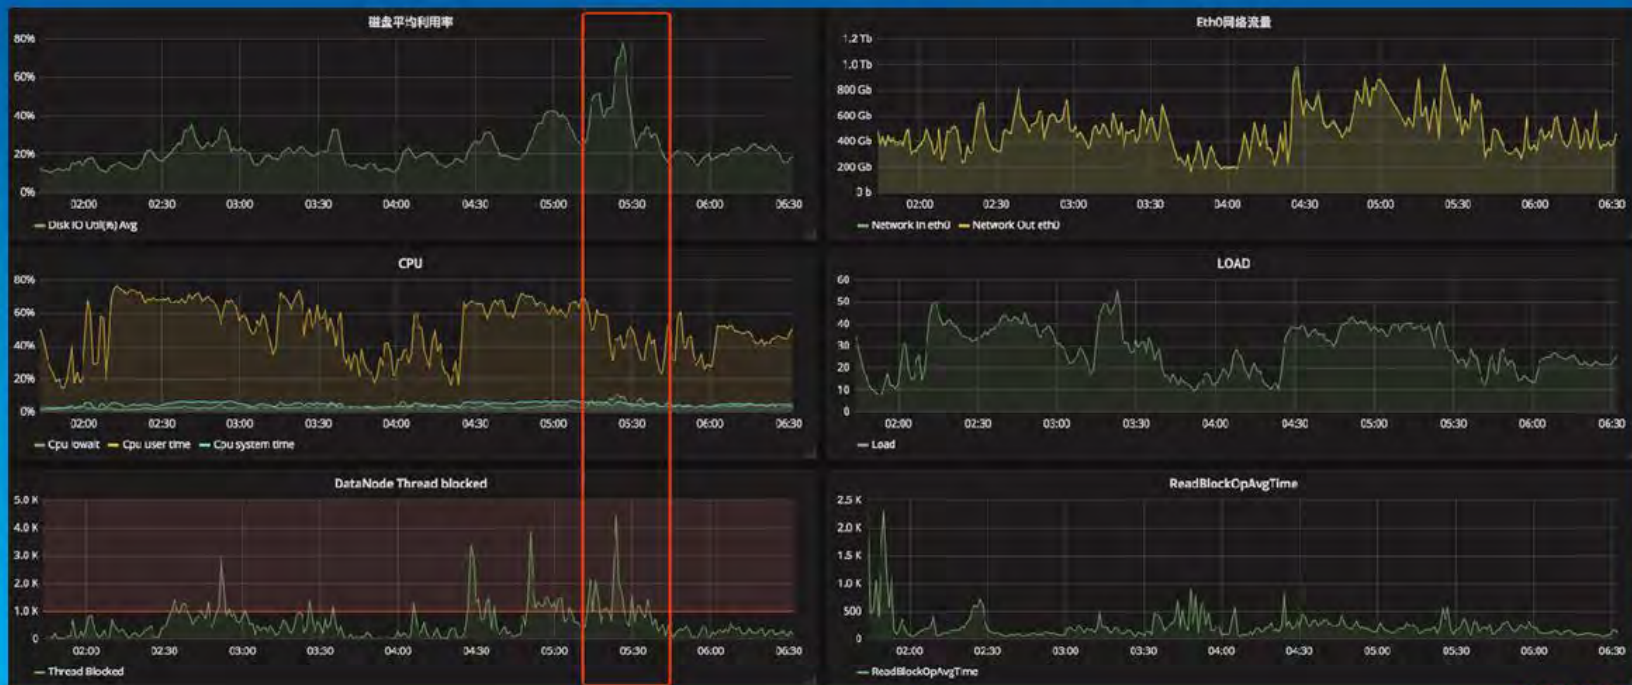 磁盘平均利用率
80%
60%
40%
20%
0%
02:00 02:30 03:00 03:30 04:00 04:30 05:00 05:30 06:00 06:30
Disk IO Util(%) Avg
Eth0网络流量
1.2 Tb
1.0 Tb
800 Gb
600 Gb
400 Gb
200 Gb
0 b
02:00 02:30 03:00 03:30 04:00 04:30 05:00 05:30 06:00 06:30
Network In eth0 Network Out eth0
CPU
80%
60%
40%
20%
0%
02:00 02:30 03:00 03:30 04:00 04:30 05:00 05:30 06:00 06:30
Cpu Iowait Cpu user time Cpu system time
LOAD
60
50
40
30
20
10
0
02:00 02:30 03:00 03:30 04:00 04:30 05:00 05:30 06:00 06:30
Load
DataNode Thread blocked
5.0 K
4.0 K
3.0 K
2.0 K
1.0 K
0
02:00 02:30 03:00 03:30 04:00 04:30 05:00 05:30 06:00 06:30
Thread Blocked
ReadBlockOpAvgTime
2.5 K
2.0 K
1.5 K
1.0 K
500
0
02:00 02:30 03:00 03:30 04:00 04:30 05:00 05:30 06:00 06:30
ReadBlockOpAvgTime